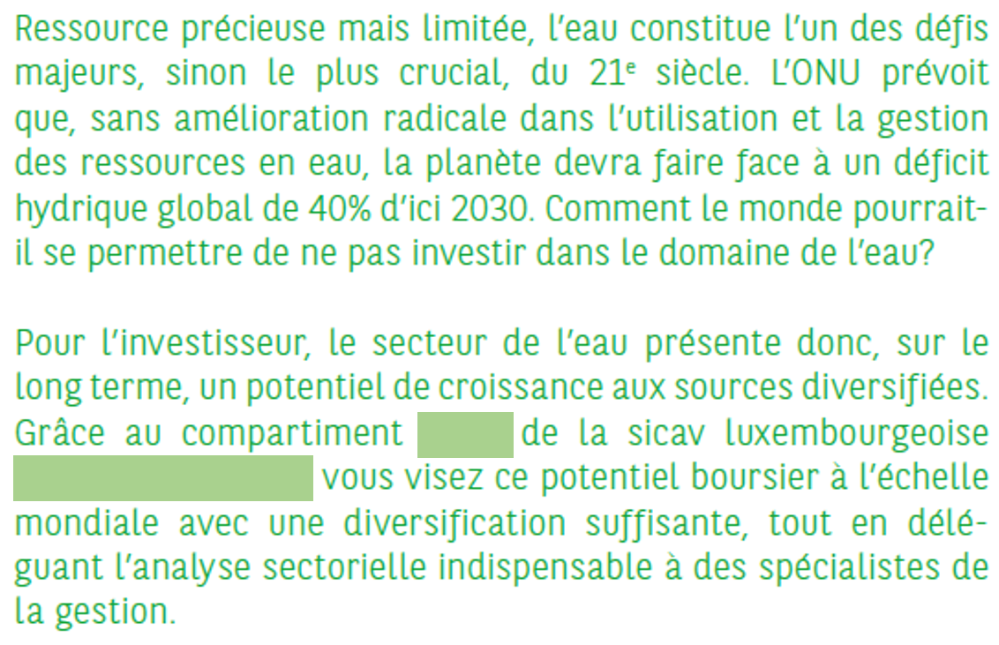 Ressource précieuse mais limitée, l’eau constitue l’un des défis
majeurs, sinon le plus crucial, du 21e siècle. L’ONU prévoit
que, sans amélioration radicale dans l’utilisation et la gestion
des ressources en eau, la planète devra faire face à un déficit
hydrique global de 40% d’ici 2030. Comment le monde pourrait-
il se permettre de ne pas investir dans le domaine de l’eau?
Pour l’investisseur, le secteur de l’eau présente donc, sur le
long terme, un potentiel de croissance aux sources diversifiées.
Grâce au compartiment de la sicav luxembourgeoise
vous visez ce potentiel boursier à l’échelle
mondiale avec une diversification suffisante, tout en délé-
guant l’analyse sectorielle indispensable à des spécialistes de
la gestion.